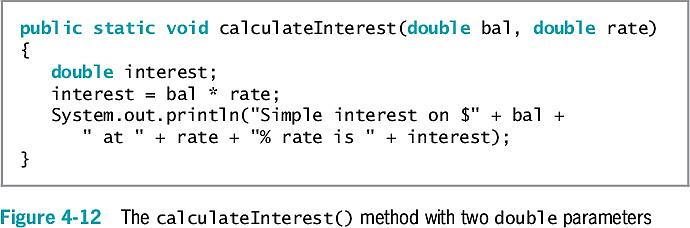 public static void calculateInterest(double bal, double rate)
{
   double interest;
   interest = bal * rate;
   System.out.println("Simple interest on $" + bal +
      " at " + rate + "% rate is " + interest);
}
Figure 4-12 The calculateInterest() method with two double parameters